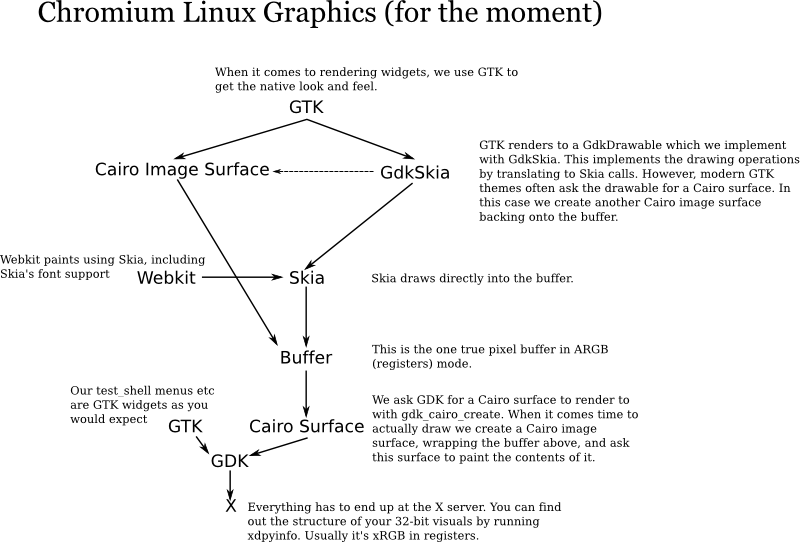 Chromium Linux Graphics (for the moment)
When it comes to rendering widgets, we use GTK to
get the native look and feel.
GTK
Cairo Image Surface
GdkSkia
GTK renders to a GdkDrawable which we implement
with GdkSkia. This implements the drawing operations
by translating to Skia calls. However, modern GTK
themes often ask the drawable for a Cairo surface. In
this case we create another Cairo image surface
backing onto the buffer.
Webkit paints using Skia, including
Skia's font support
Webkit
Skia
Skia draws directly into the buffer.
Buffer
This is the one true pixel buffer in ARGB
(registers) mode.
Our test_shell menus etc
are GTK widgets as you
would expect
GTK
Cairo Surface
We ask GDK for a Cairo surface to render to
with gdk_cairo_create. When it comes time to
actually draw we create a Cairo image
surface, wrapping the buffer above, and ask
this surface to paint the contents of it.
GDK
X
Everything has to end up at the X server. You can find
out the structure of your 32-bit visuals by running
xdpyinfo. Usually it's xRGB in registers.